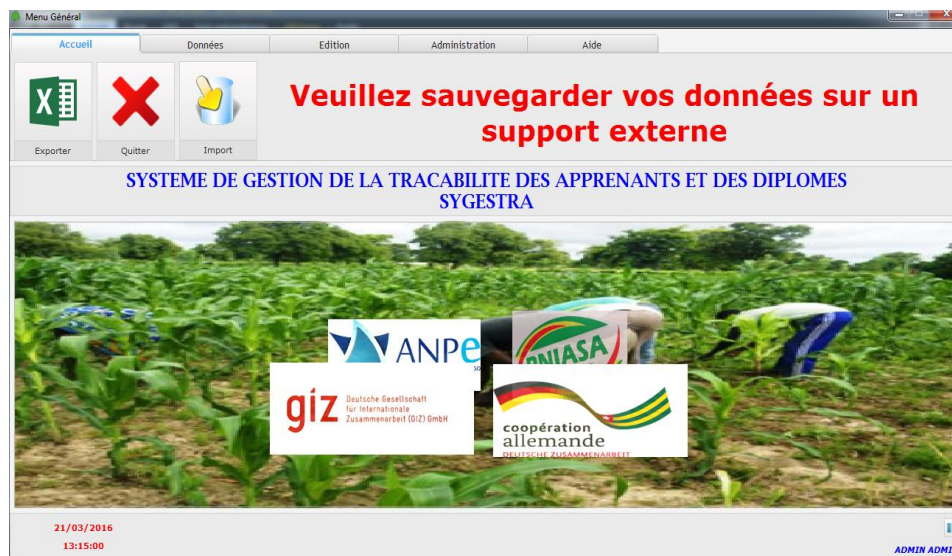 Menu Général
Accueil
Données
Edition
Administration
Aide
Exporter
Quitter
Import
Veuillez sauvegarder vos données sur un
support externe
SYSTEME DE GESTION DE LA TRACABILITE DES APPRENANTS ET DES DIPLOMES
SYGESTRA
ANPe
PNIASA
giz
Deutsche Gesellschaft
für Internationale
Zusammenarbeit (GIZ) GmbH
coopération
allemande
DEUTSCHE ZUSAMMENARBEIT
21/03/2016
13:15:00
ADMIN ADMI